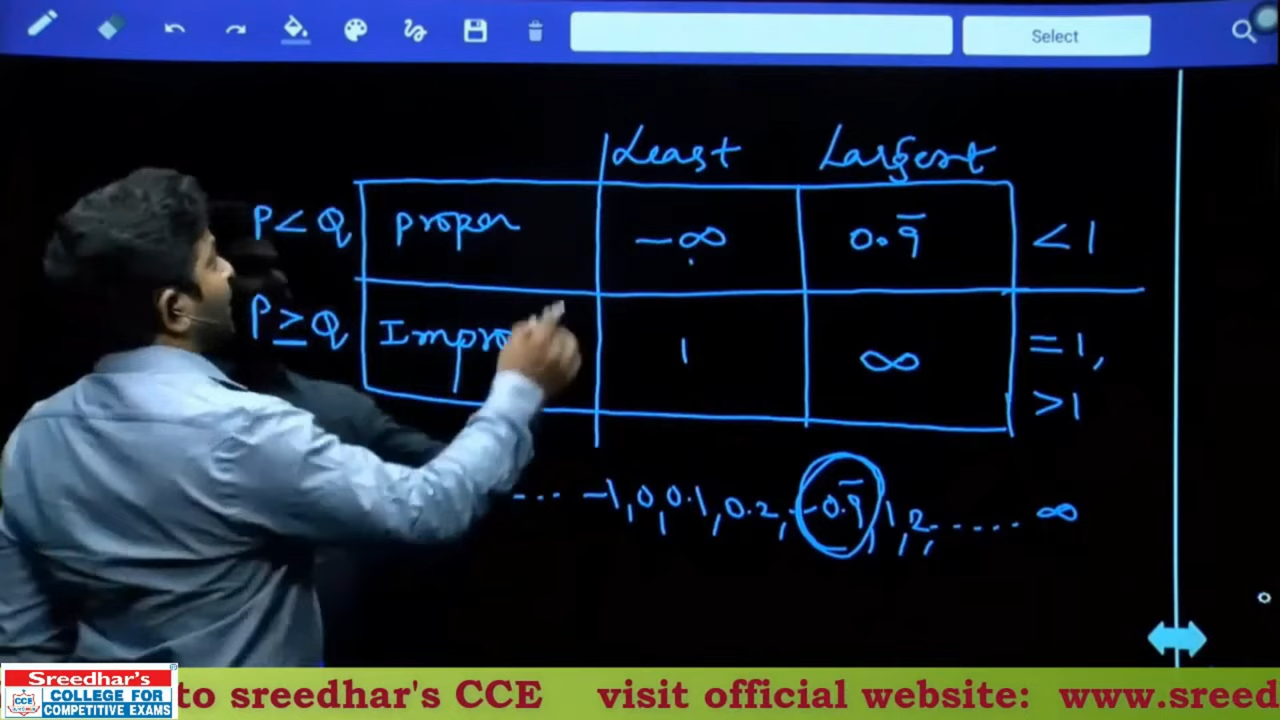 Select
Least Largest
P<Q Proper -∞ 0.9̅ < 1
P≥Q Impro 1 ∞ = 1,
>1
.... -1, 0, 0.1, 0.2, --0.9̅, 1, 2, ..... ∞
Sreedhar's
CCE
COLLEGE FOR
COMPETITIVE EXAMS
to sreedhar's CCE visit official website: www.sreed